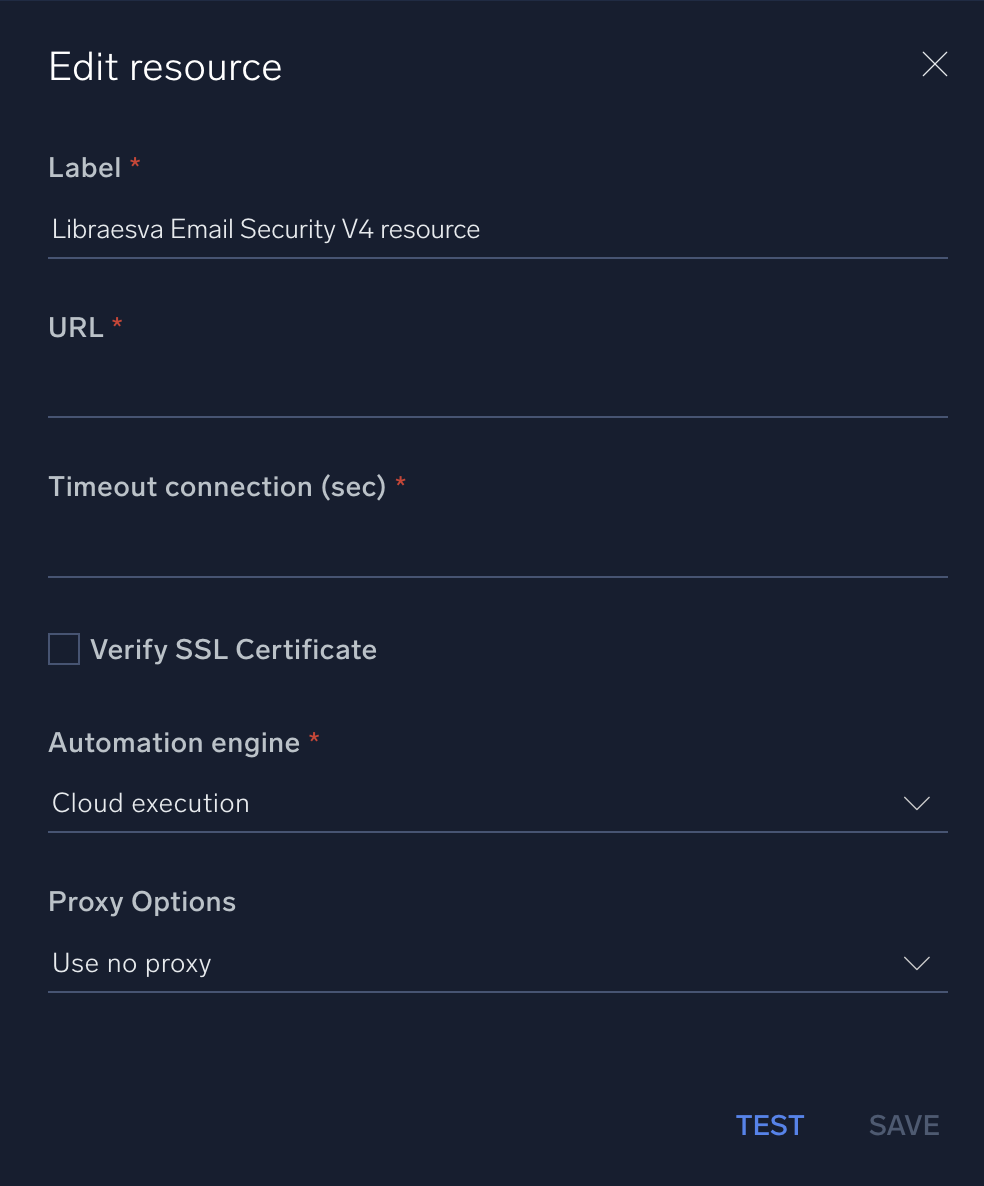 Edit resource
Label *
Libraesva Email Security V4 resource
URL *
Timeout connection (sec) *
Verify SSL Certificate
Automation engine *
Cloud execution
Proxy Options
Use no proxy
TEST SAVE